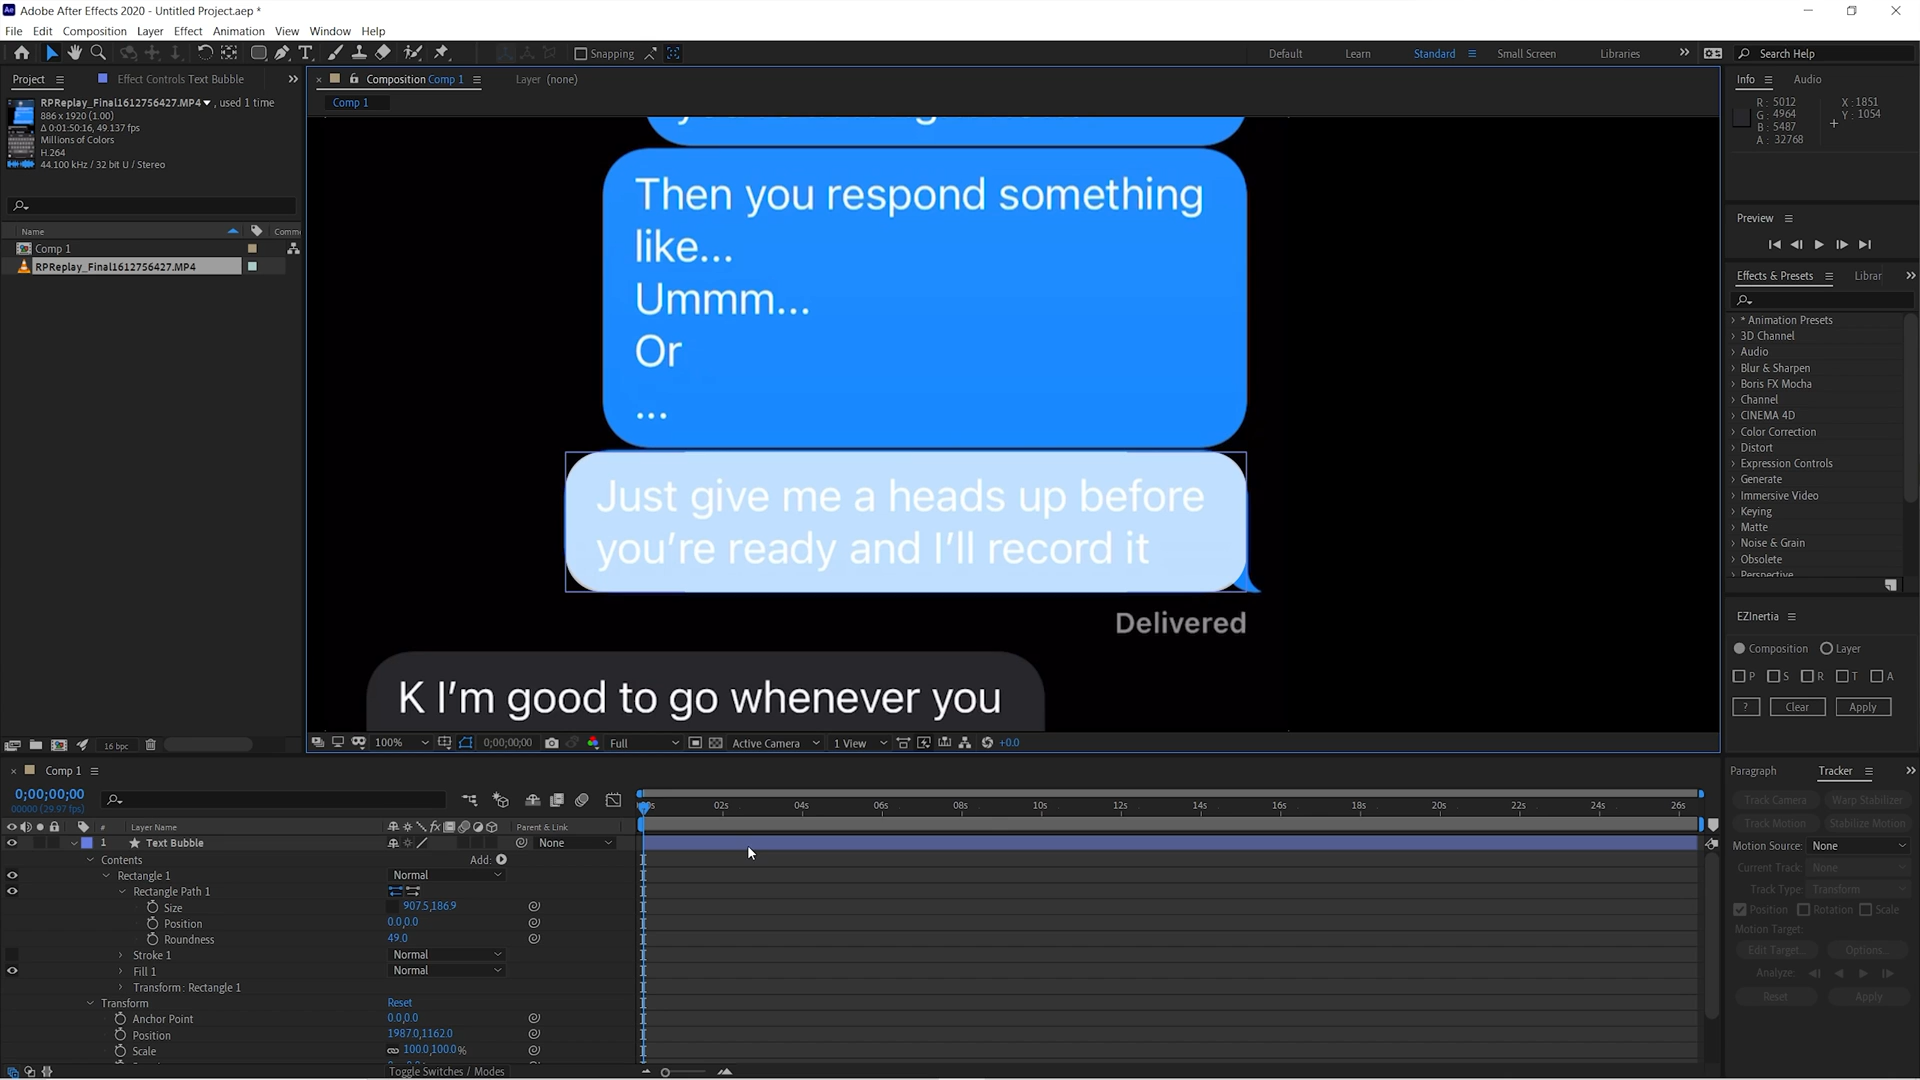 Adobe After Effects 2020 - Untitled Project.aep *
File Edit Composition Layer Effect Animation View Window Help
Snapping Default Learn Standard Small Screen Libraries Search Help
Project Effect Controls Text Bubble Composition Comp 1 Layer (none) Info Audio
Comp 1
RPReplay_Final1612756427.MP4 , used 1 time
886 x 1920 (1.00)
Δ 0:01:50:16, 49.137 fps
Millions of Colors
H.264
44.100 kHz / 32 bit U / Stereo
R: 5012
G: 4964
B: 5487
A: 32768
X: 1851
Y: 1054
Name Comme
Comp 1
RPReplay_Final1612756427.MP4
Then you respond something
like...
Ummm...
Or
...
Just give me a heads up before
you're ready and I'll record it
Delivered
K I'm good to go whenever you
Preview
Effects & Presets Librar
* Animation Presets
3D Channel
Audio
Blur & Sharpen
Boris FX Mocha
Channel
CINEMA 4D
Color Correction
Distort
Expression Controls
Generate
Immersive Video
Keying
Matte
Noise & Grain
Obsolete
Perspective
EZInertia
Composition Layer
P S R T A
? Clear Apply
16 bpc
100% 0;00;00;00 Full Active Camera 1 View +0.0
Comp 1
0;00;00;00
00000 (29.97 fps)
02s 04s 06s 08s 10s 12s 14s 16s 18s 20s 22s 24s 26s
# Layer Name Parent & Link
1 Text Bubble None
Contents Add:
Rectangle 1 Normal
Rectangle Path 1
Size 907.5,186.9
Position 0.0,0.0
Roundness 49.0
Stroke 1 Normal
Fill 1 Normal
Transform: Rectangle 1
Transform Reset
Anchor Point 0.0,0.0
Position 1987.0,1162.0
Scale 100.0,100.0%
Toggle Switches / Modes
Paragraph Tracker
Track Camera Warp Stabilizer
Track Motion Stabilize Motion
Motion Source: None
Current Track: None
Track Type: Transform
Position Rotation Scale
Motion Target:
Edit Target... Options...
Analyze:
Reset Apply